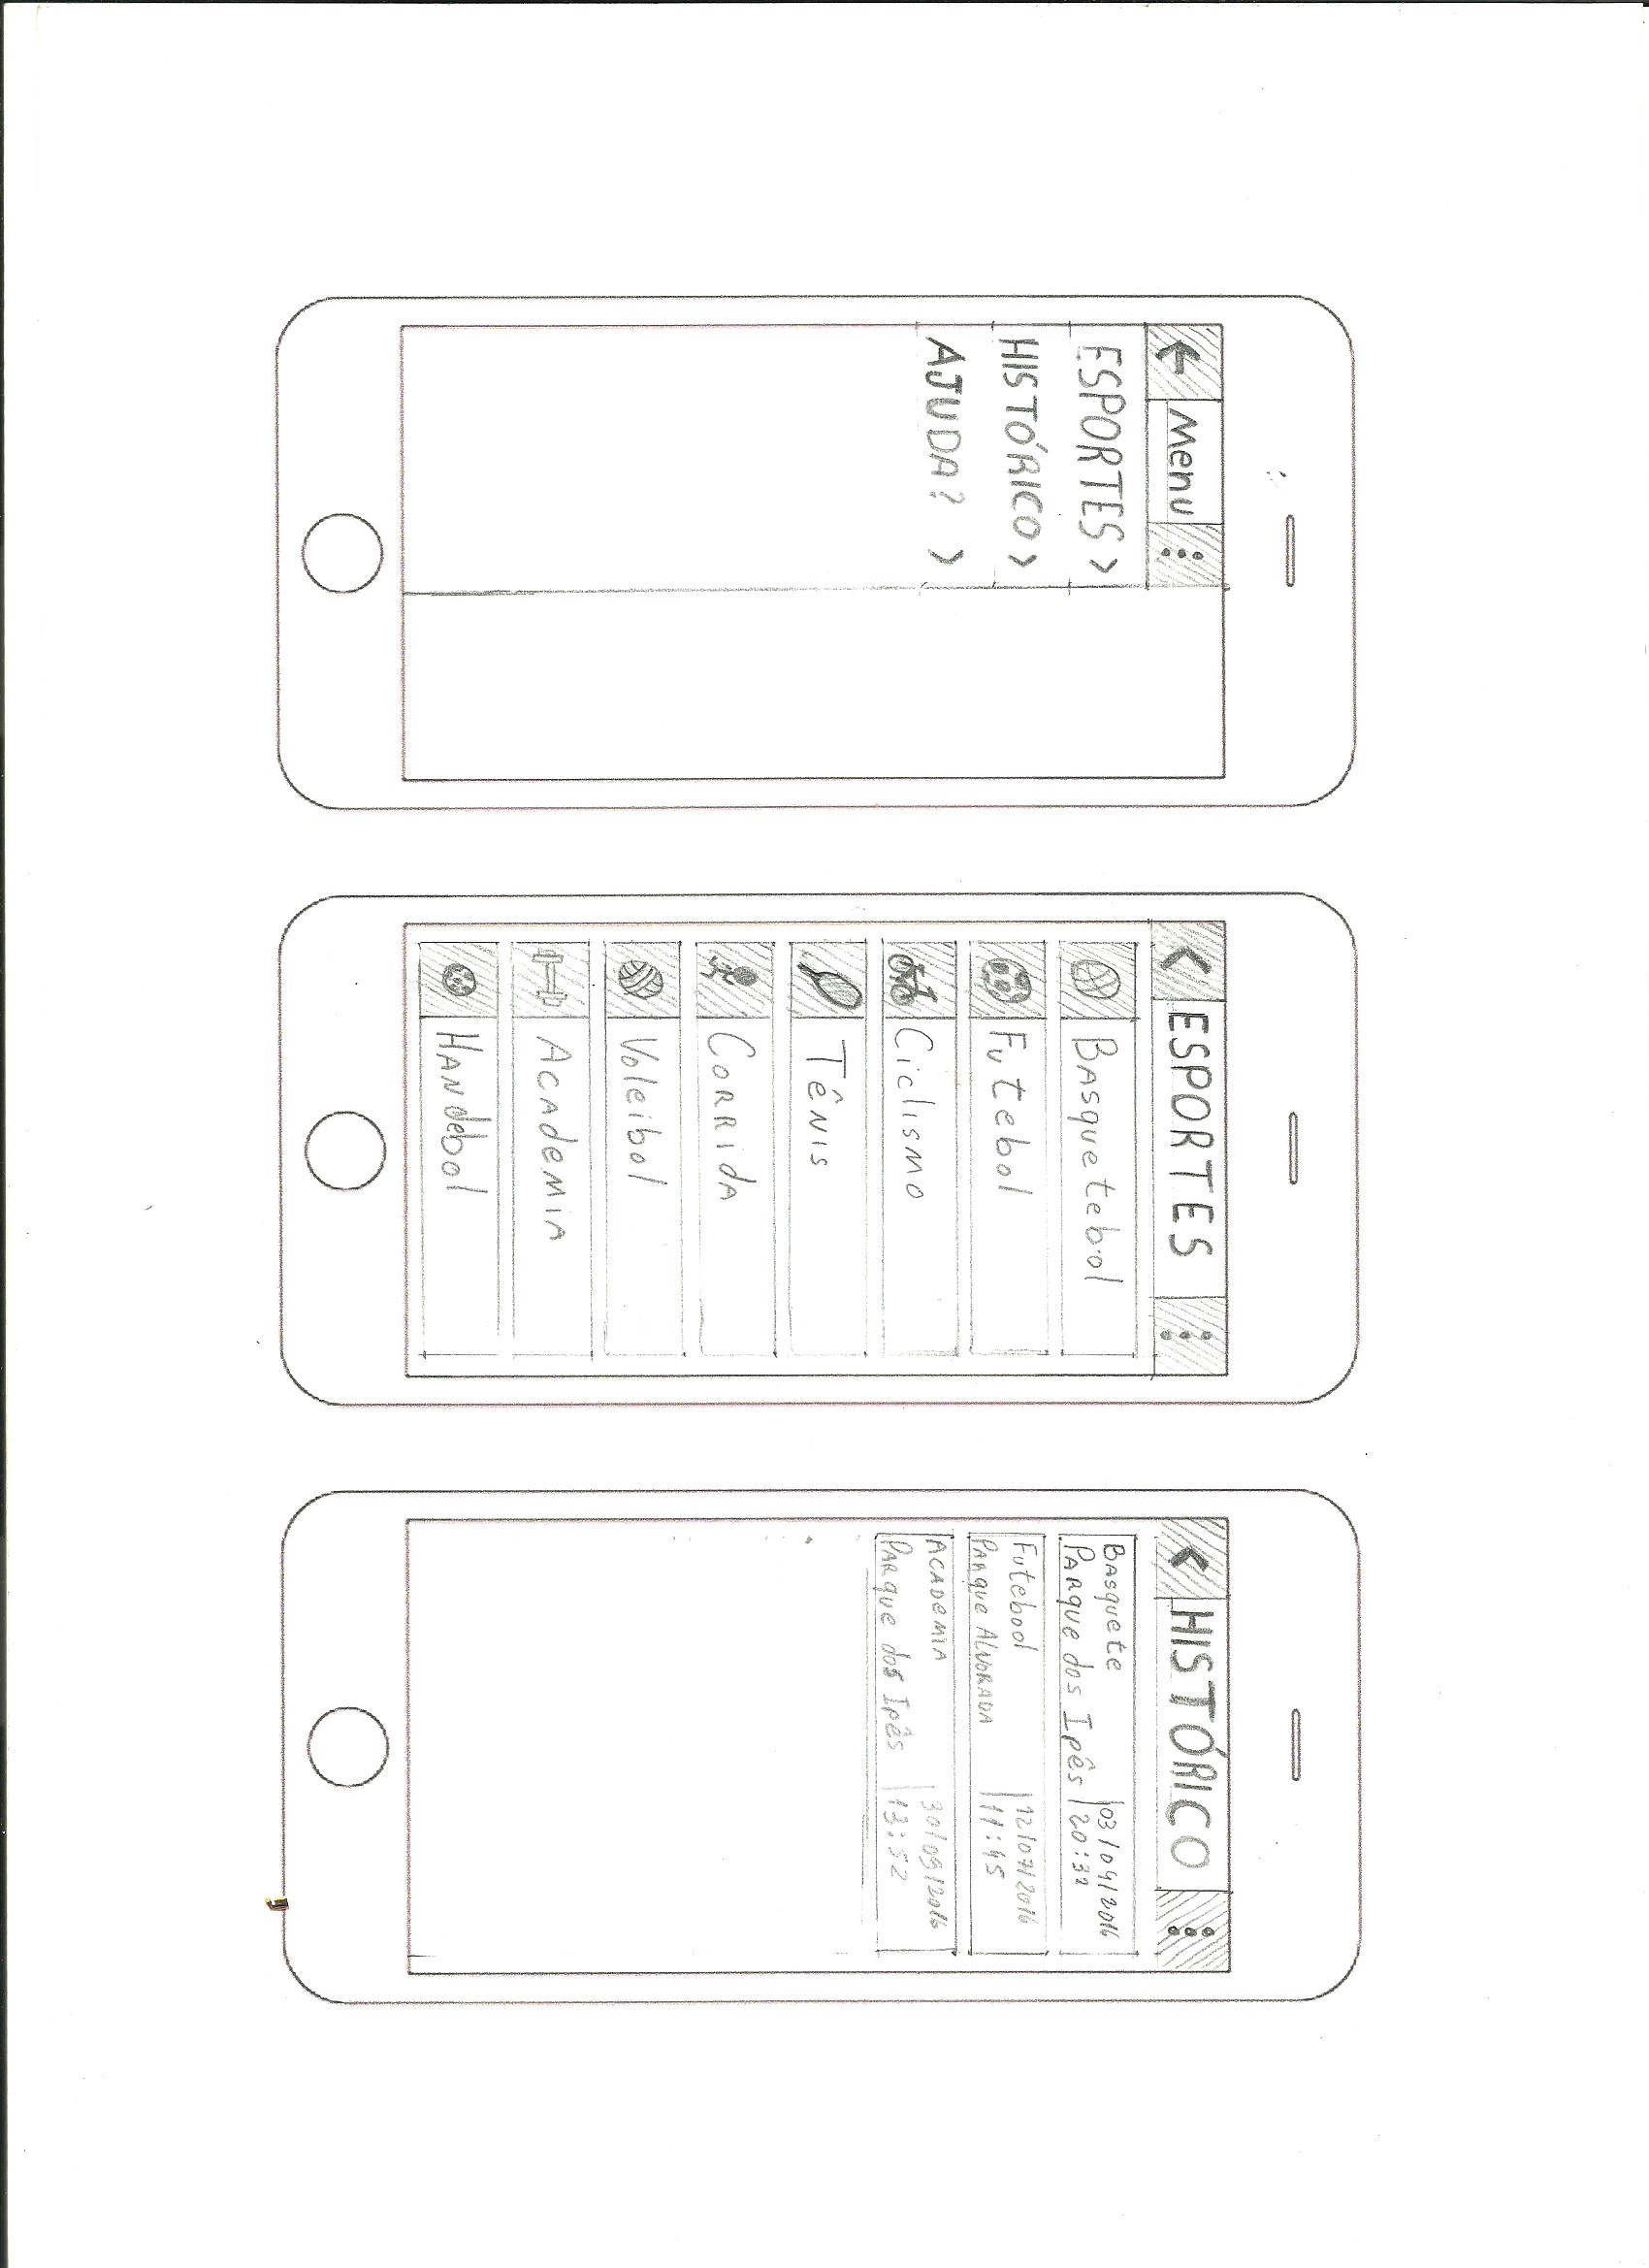 Menu
ESPORTES >
HISTÓRICO >
AJUDA? >
< ESPORTES
Basquetebol
Futebol
Ciclismo
Tênis
Corrida
Voleibol
Academia
Handebol
< HISTÓRICO
Basquete 03/04/2016
Parque dos Ipês 20:32
Futebool 12/07/2016
Parque Alvorada 11:45
Academia 30/09/2016
Parque dos Ipês 13:52